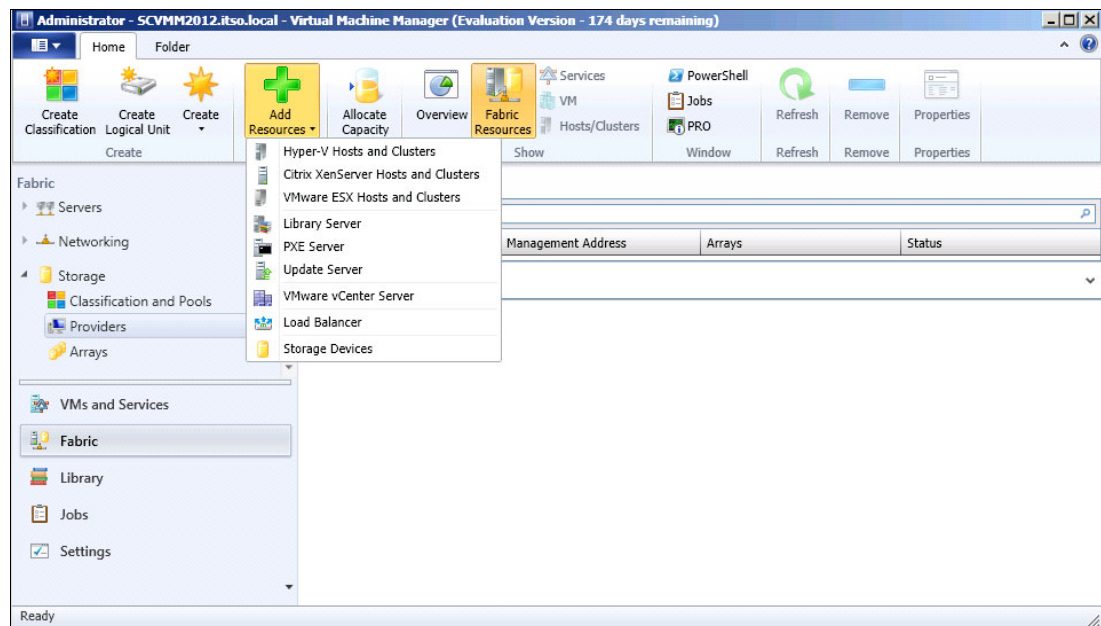 Administrator - SCVMM2012.itso.local - Virtual Machine Manager (Evaluation Version - 174 days remaining)
Home Folder
Create Classification
Create Logical Unit
Create
Add Resources
Allocate Capacity
Overview
Fabric Resources
Services
VM
Hosts/Clusters
PowerShell
Jobs
PRO
Refresh
Remove
Properties
Create
Show
Window
Refresh
Remove
Properties
Hyper-V Hosts and Clusters
Citrix XenServer Hosts and Clusters
VMware ESX Hosts and Clusters
Library Server
PXE Server
Update Server
VMware vCenter Server
Load Balancer
Storage Devices
Fabric
Servers
Networking
Storage
Classification and Pools
Providers
Arrays
Management Address Arrays Status
VMs and Services
Fabric
Library
Jobs
Settings
Ready